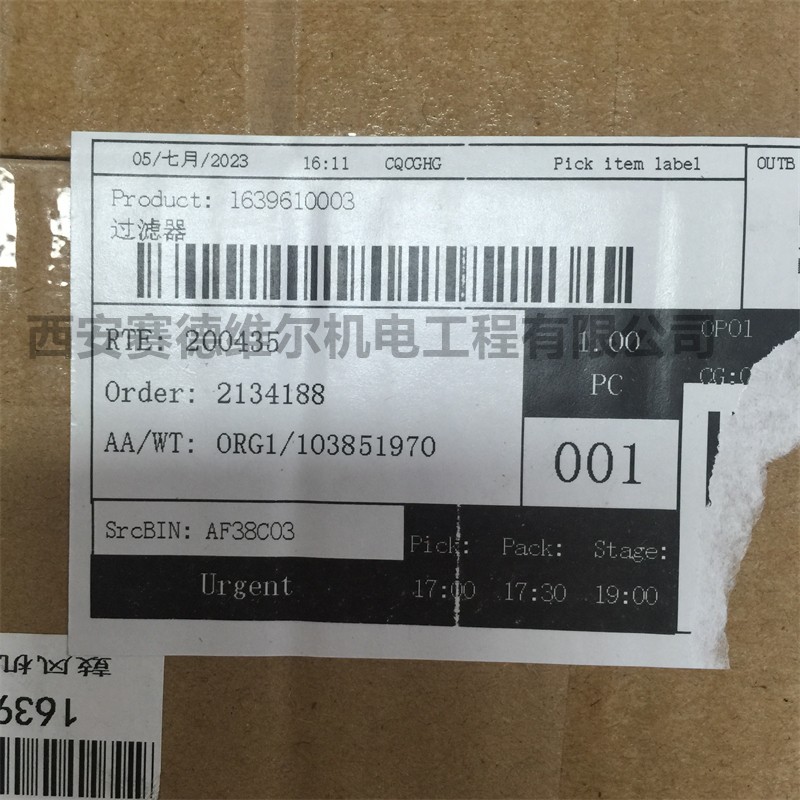 05/七月/2023 16:11 CQCGHG Pick item label OUTB
Product: 1639610003
过滤器
西安赛德维尔机电工程有限公司
RTE: 200435
1.00
PC
OP01
Order: 2134188
AA/WT: ORG1/103851970
001
SrcBIN: AF38C03
Urgent
Pick: Pack: Stage:
17:00 17:30 19:00
鼓风机
1639